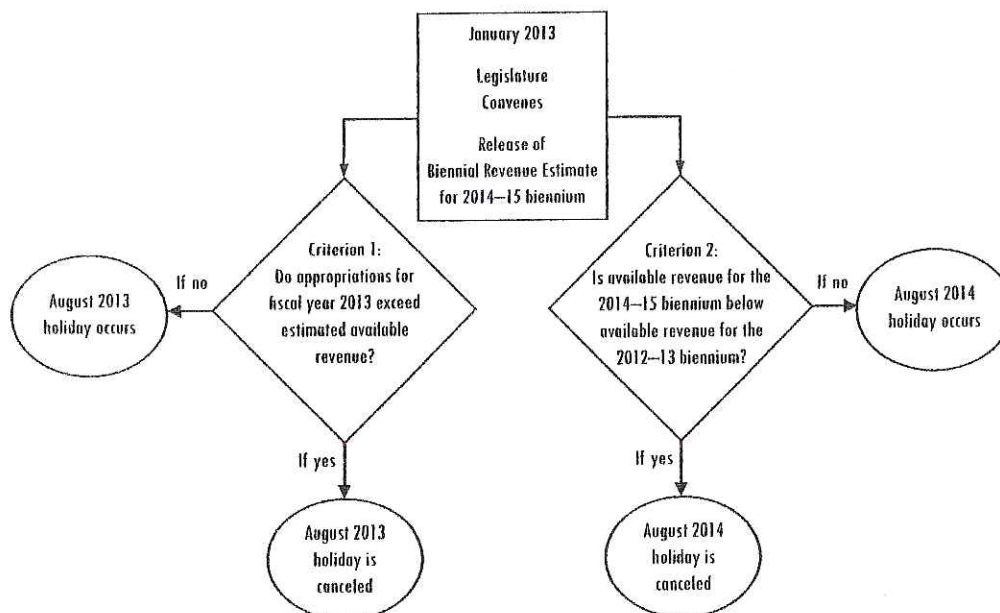 January 2013
Legislature
Convenes
Release of
Biennial Revenue Estimate
for 2014–15 biennium
Criterion 1:
Do appropriations for
fiscal year 2013 exceed
estimated available
revenue?
If no
August 2013
holiday occurs
If yes
August 2013
holiday is
canceled
Criterion 2:
Is available revenue for the
2014–15 biennium below
available revenue for the
2012–13 biennium?
If no
August 2014
holiday occurs
If yes
August 2014
holiday is
canceled